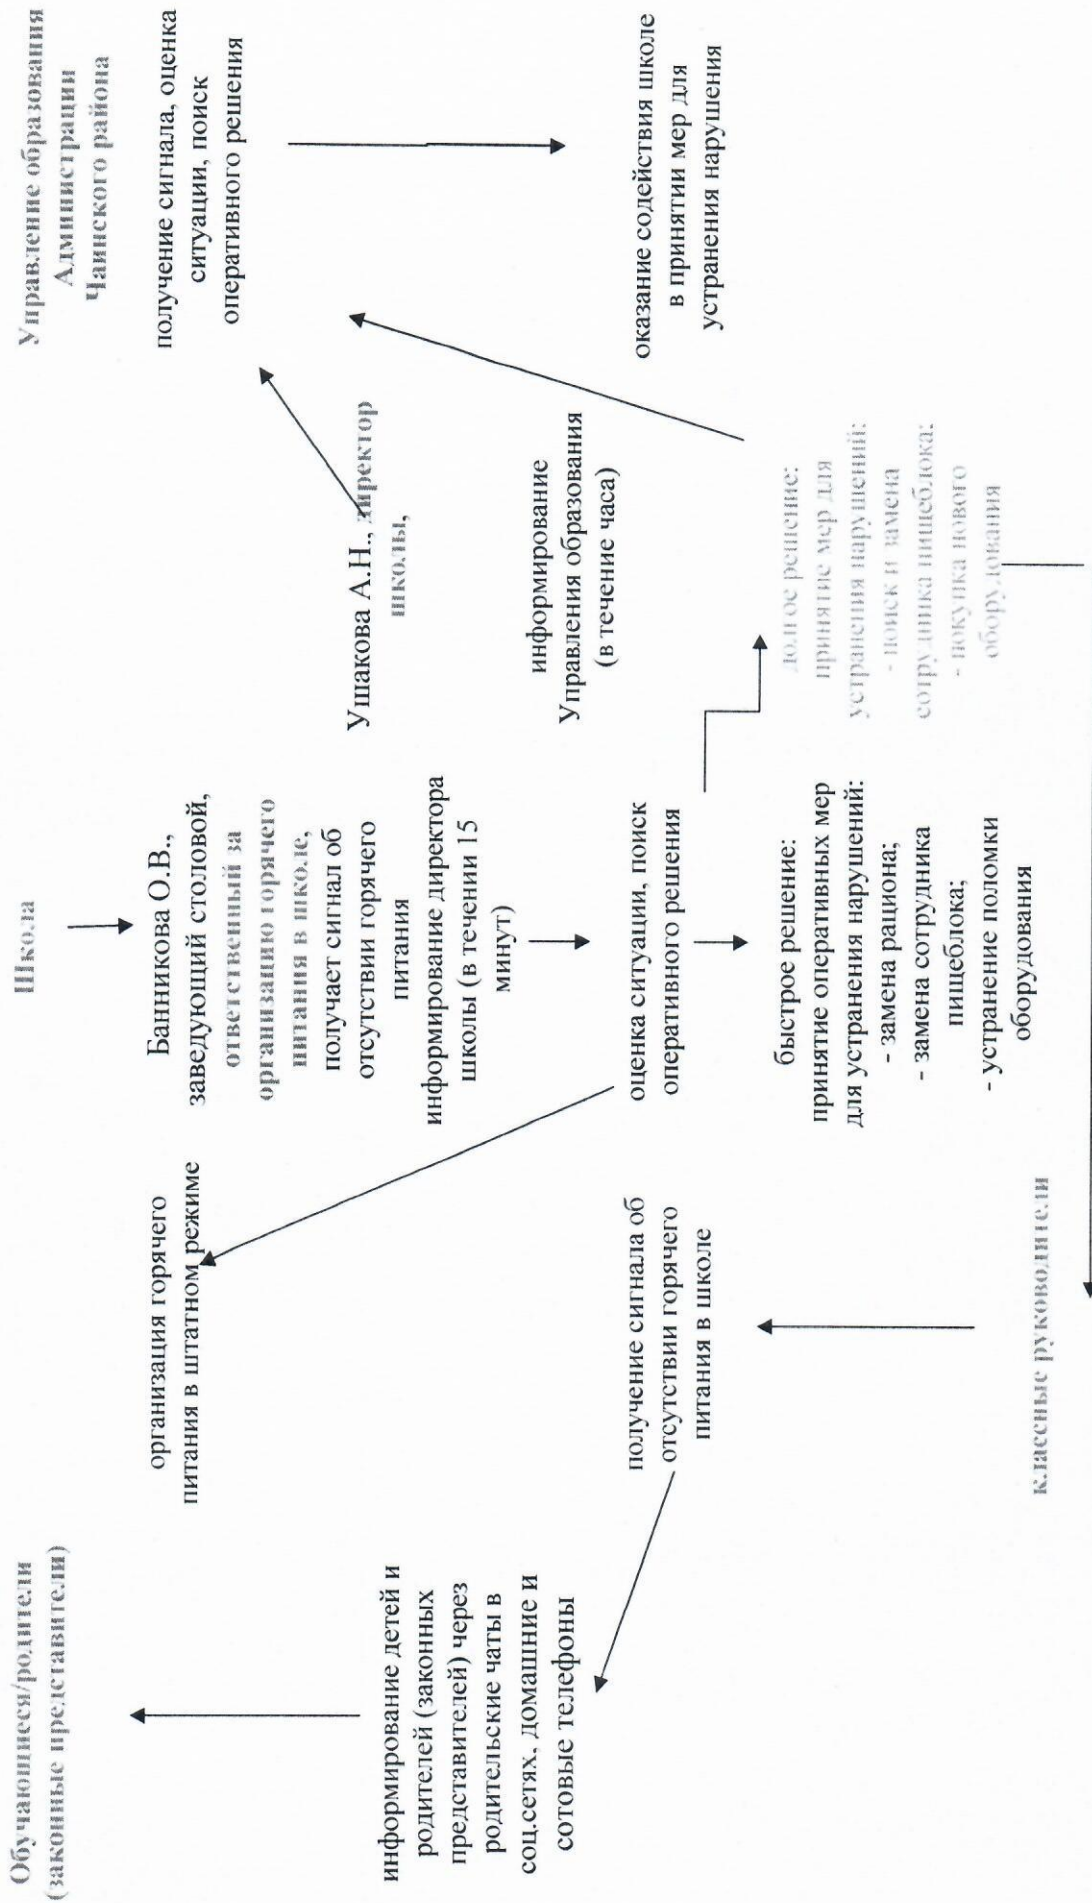 Обучающиеся/родители
(законные представители)
информирование детей и
родителей (законных
представителей) через
родительские чаты в
соц.сетях, домашние и
сотовые телефоны
организация горячего
питания в штатном режиме
получение сигнала об
отсутствии горячего
питания в школе
классные руководители
Школа
Банникова О.В.,
заведующий столовой,
ответственный за
организацию горячего
питания в школе,
получает сигнал об
отсутствии горячего
питания
информирование директора
школы (в течении 15
минут)
оценка ситуации, поиск
оперативного решения
быстрое решение:
принятие оперативных мер
для устранения нарушений:
- замена рациона;
- замена сотрудника
пищеблока;
- устранение поломки
оборудования
Ушакова А.Н., директор
школы,
информирование
Управления образования
(в течение часа)
долгое решение:
принятие мер для
устранения нарушений:
- поиск и замена
сотрудника пищеблока:
- покупка нового
оборудования
Управление образования
Администрации
Чаинского района
получение сигнала, оценка
ситуации, поиск
оперативного решения
оказание содействия школе
в принятии мер для
устранения нарушения